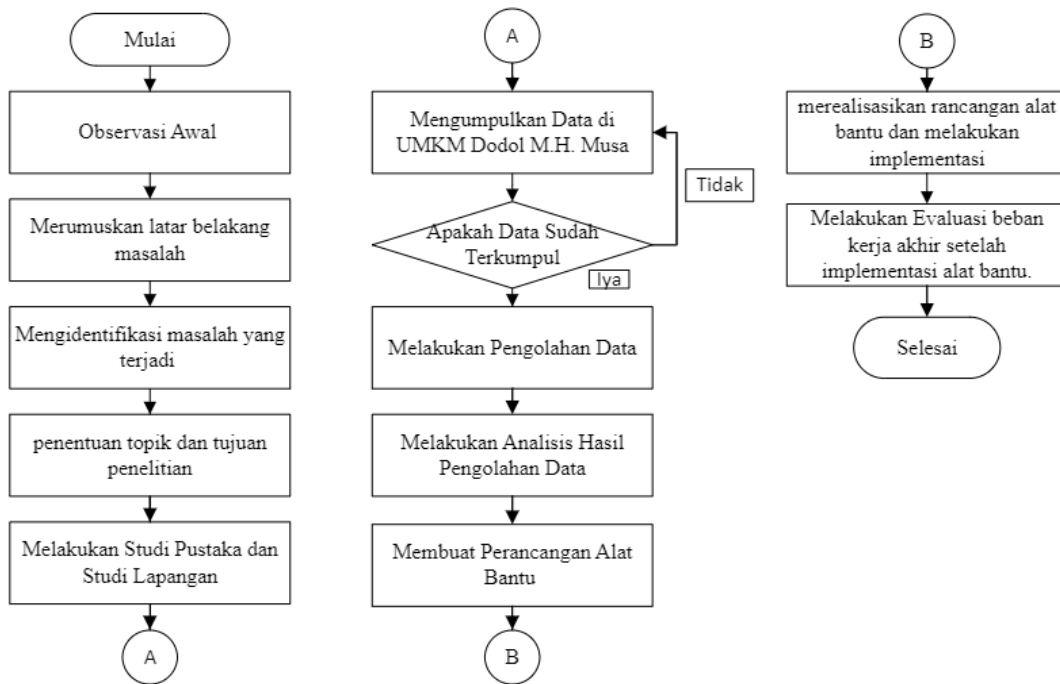 Mulai
Observasi Awal
Merumuskan latar belakang
masalah
Mengidentifikasi masalah yang
terjadi
penentuan topik dan tujuan
penelitian
Melakukan Studi Pustaka dan
Studi Lapangan
A
A
Mengumpulkan Data di
UMKM Dodol M.H. Musa
Tidak
Apakah Data Sudah
Terkumpul
Iya
Melakukan Pengolahan Data
Melakukan Analisis Hasil
Pengolahan Data
Membuat Perancangan Alat
Bantu
B
B
merealisasikan rancangan alat
bantu dan melakukan
implementasi
Melakukan Evaluasi beban
kerja akhir setelah
implementasi alat bantu.
Selesai